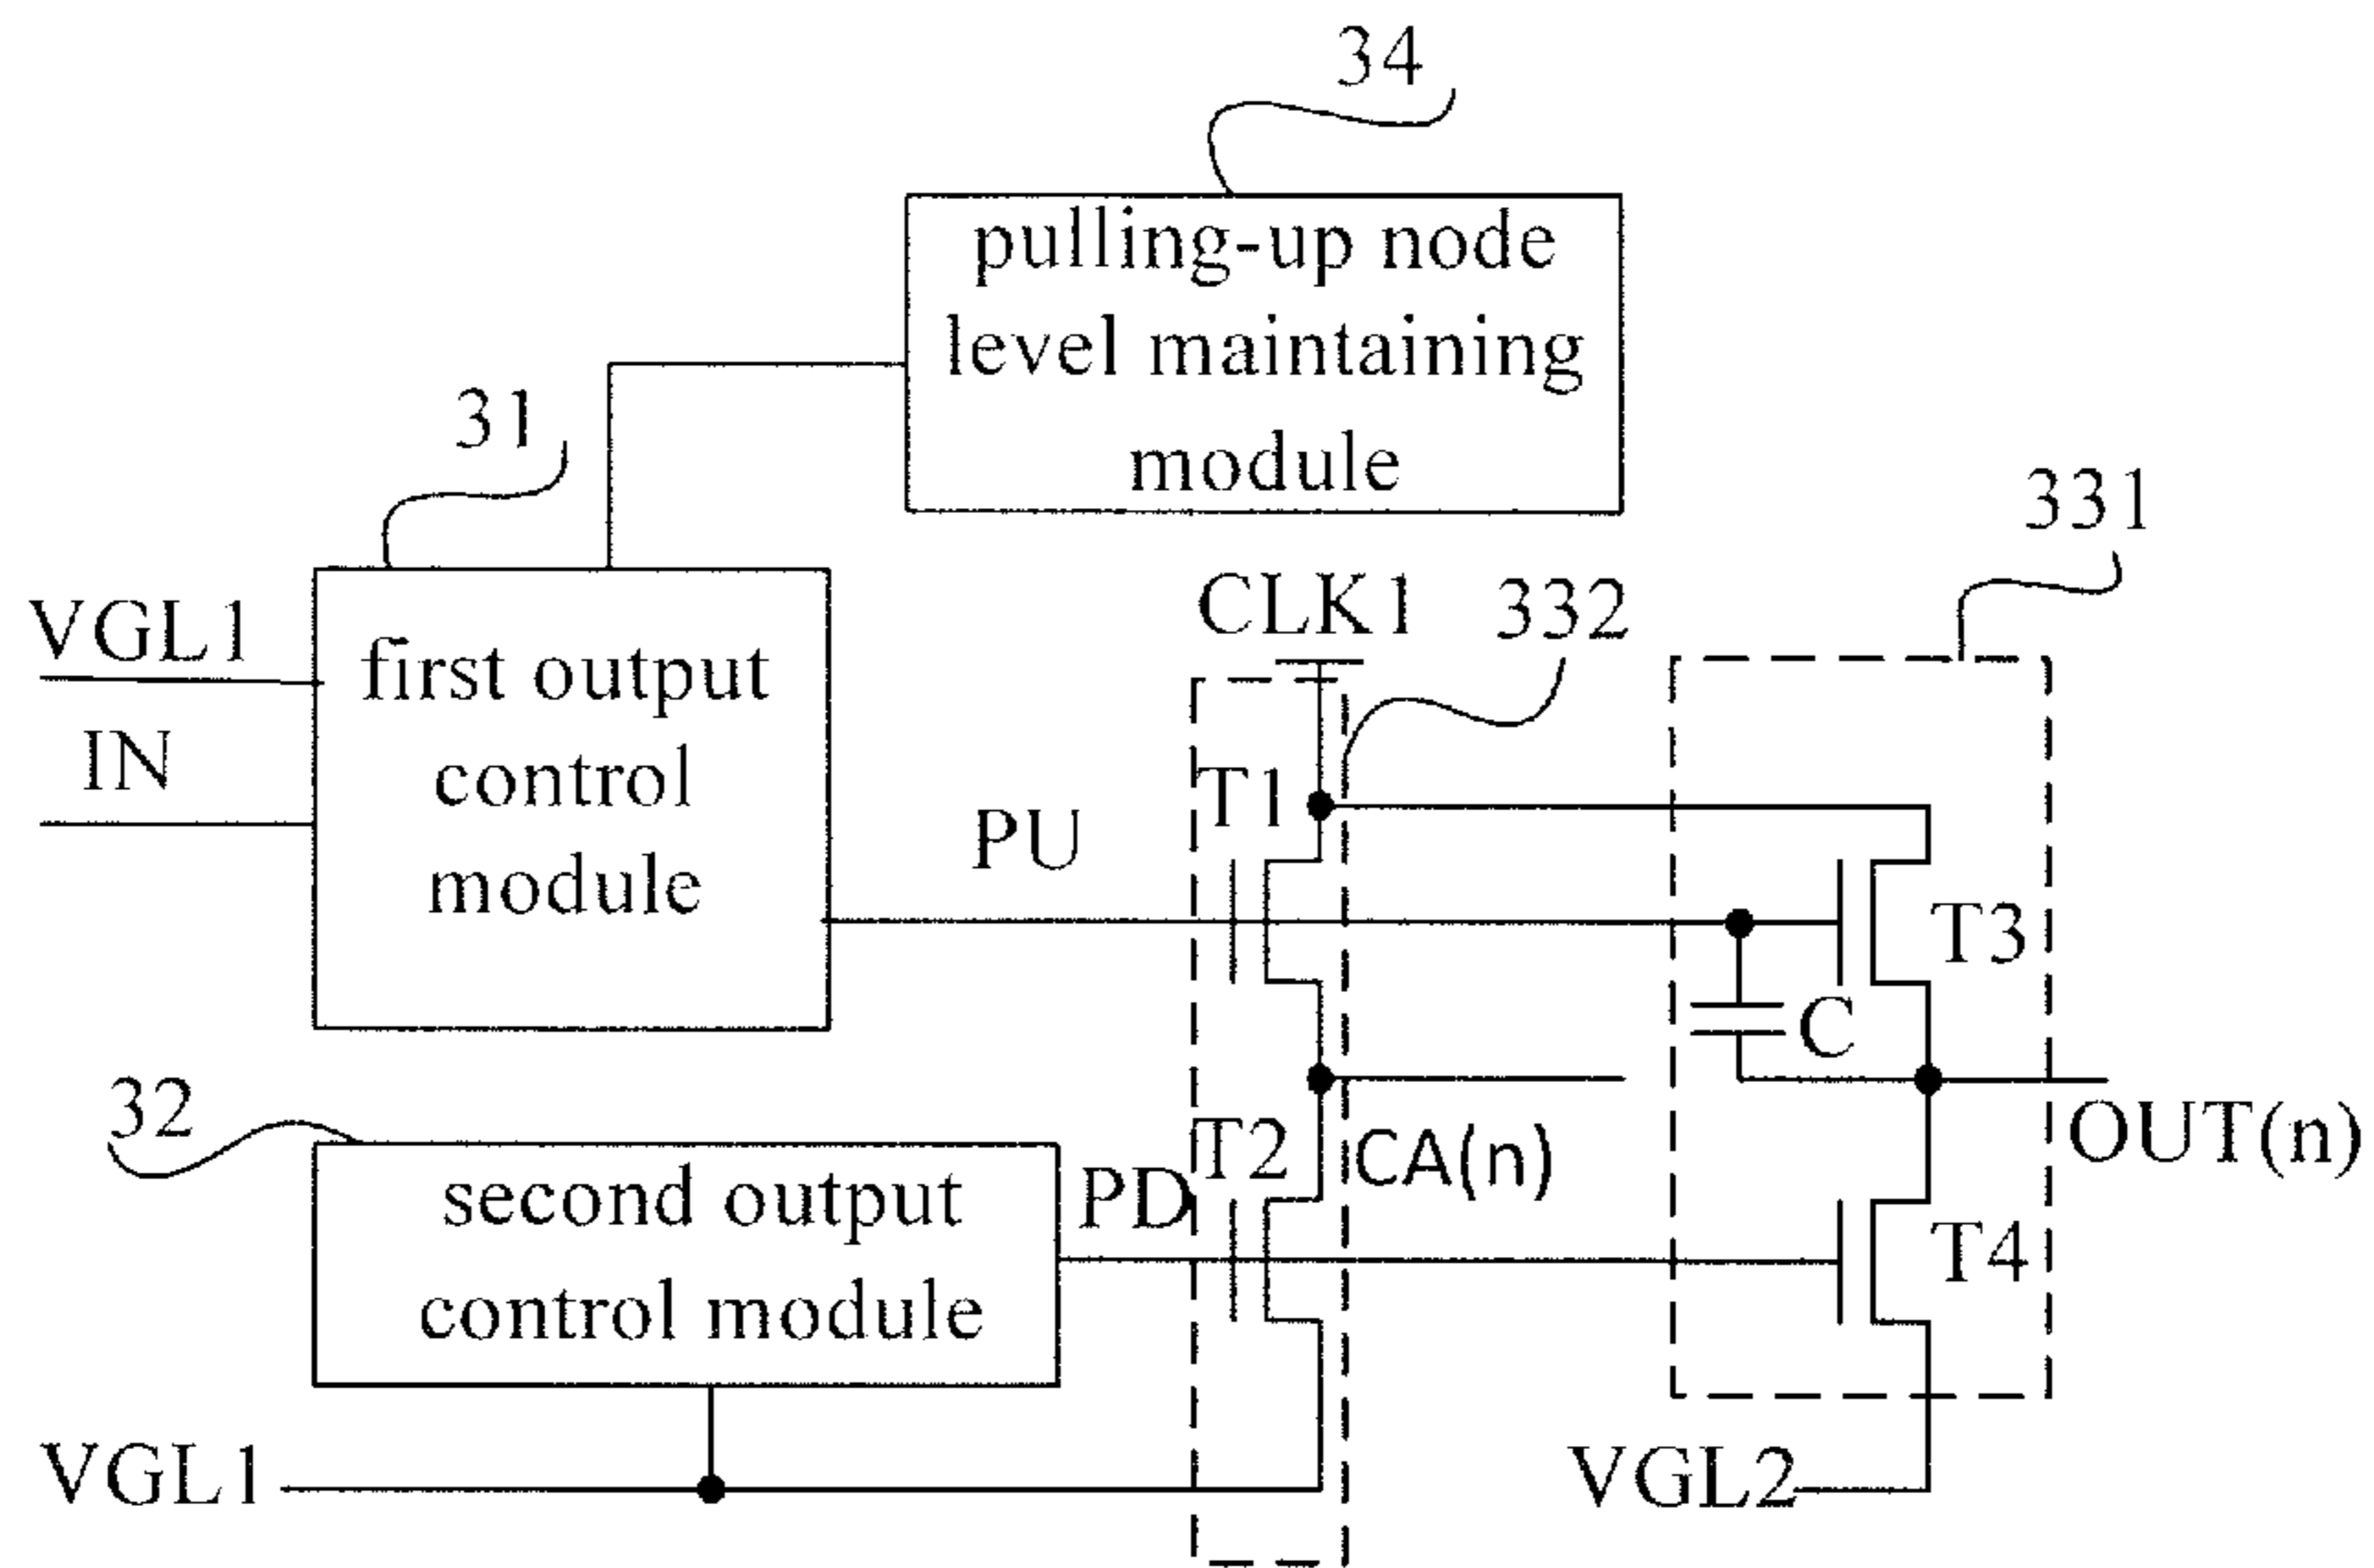 34
pulling-up node
level maintaining
module
31
331
VGL1
first output
control
module
IN
CLK1
332
T1
PU
T3
C
32
second output
control module
PD
T2
CA(n)
OUT(n)
T4
VGL1
VGL2